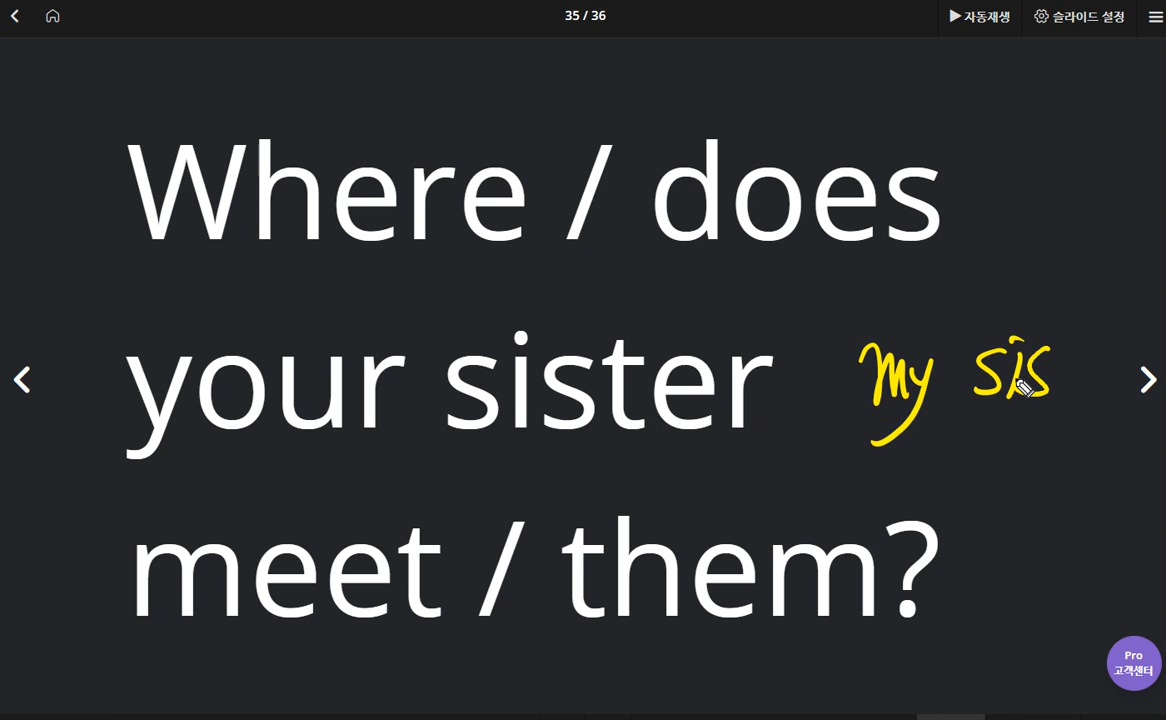 35 / 36
▶ 자동재생
슬라이드 설정
Where / does
your sister
my sis
meet / them?
Pro
고객센터